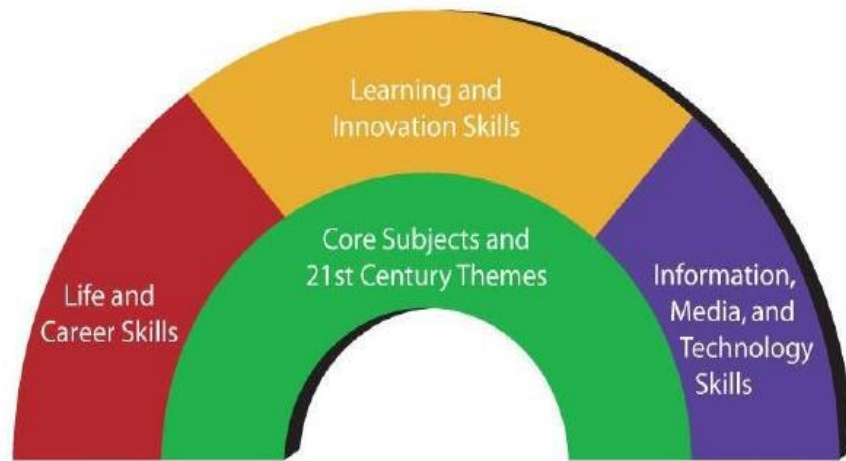 Learning and
Innovation Skills
Core Subjects and
21st Century Themes
Life and
Career Skills
Information,
Media, and
Technology
Skills